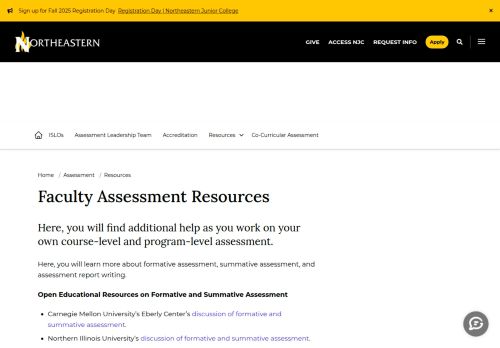 Sign up for Fall 2025 Registration Day Registration Day | Northeastern Junior College ×
NORTHEASTERN GIVE ACCESS NJC REQUEST INFO Apply
ISLOs Assessment Leadership Team Accreditation Resources Co-Curricular Assessment
Home / Assessment / Resources
Faculty Assessment Resources
Here, you will find additional help as you work on your
own course-level and program-level assessment.
Here, you will learn more about formative assessment, summative assessment, and
assessment report writing.
Open Educational Resources on Formative and Summative Assessment
• Carnegie Mellon University's Eberly Center's discussion of formative and
summative assessment.
• Northern Illinois University's discussion of formative and summative assessment.